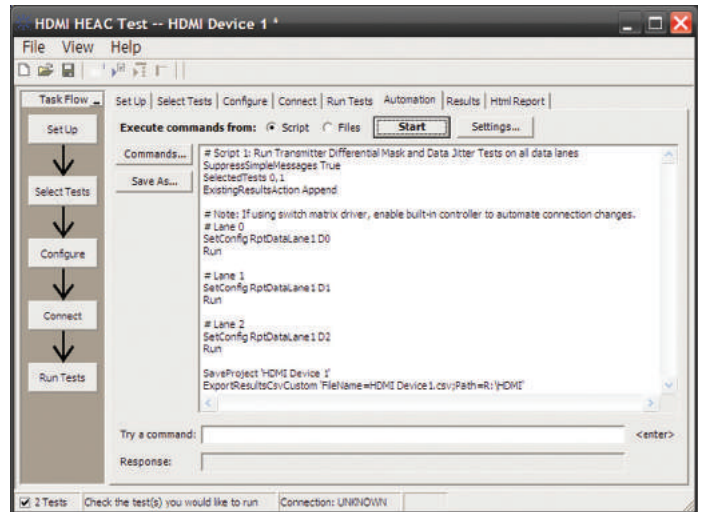 HDMI HEAC Test -- HDMI Device 1 *
File View Help
Task Flow
Set Up
Select Tests
Configure
Connect
Run Tests
Set Up Select Tests Configure Connect Run Tests Automation Results Html Report
Execute commands from: Script Files Start Settings...
Commands...
Save As...
# Script 1: Run Transmitter Differential Mask and Data Jitter Tests on all data lanes
SuppressSimpleMessages True
SelectedTests 0,1
ExistingResultsAction Append
# Note: If using switch matrix driver, enable built-in controller to automate connection changes.
# Lane 0
SetConfig RptDataLane1 D0
Run
# Lane 1
SetConfig RptDataLane1 D1
Run
# Lane 2
SetConfig RptDataLane1 D2
Run
SaveProject 'HDMI Device 1'
ExportResultsCsvCustom 'FileName=HDMI Device1.csv;Path=R:\HDMI'
Try a command: <enter>
Response:
2 Tests Check the test(s) you would like to run Connection: UNKNOWN